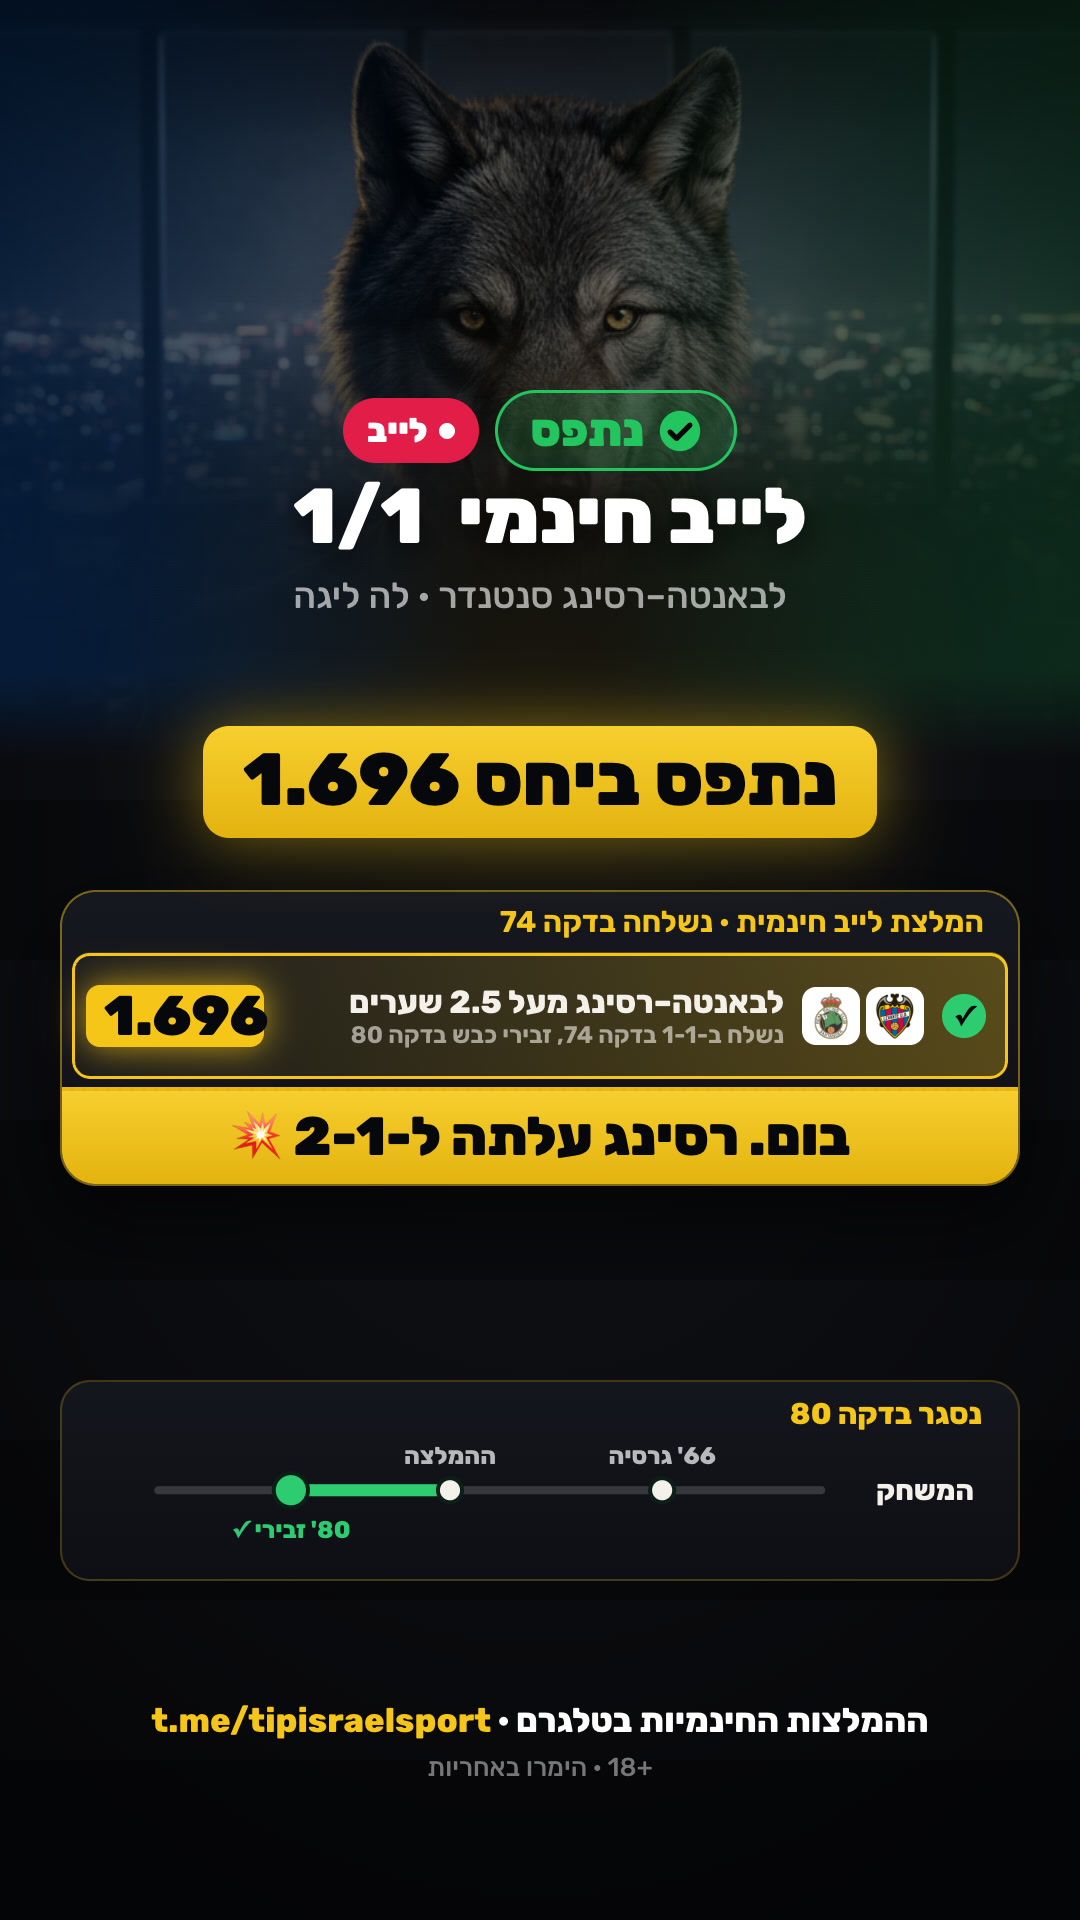 נתפס
לייב
לייב חינמי 1/1
לבאנטה–רסינג סנטנדר • לה ליגה
נתפס ביחס 1.696
המלצת לייב חינמית • נשלחה בדקה 74
לבאנטה–רסינג מעל 2.5 שערים
1.696
נשלח ב-1-1 בדקה 74, זבירי כבש בדקה 80
בום. רסינג עלתה ל-2-1
נסגר בדקה 80
66' גרסיה
ההמלצה
המשחק
80' זבירי ✓
ההמלצות החינמיות בטלגרם • t.me/tipisraelsport
18+ • הימרו באחריות